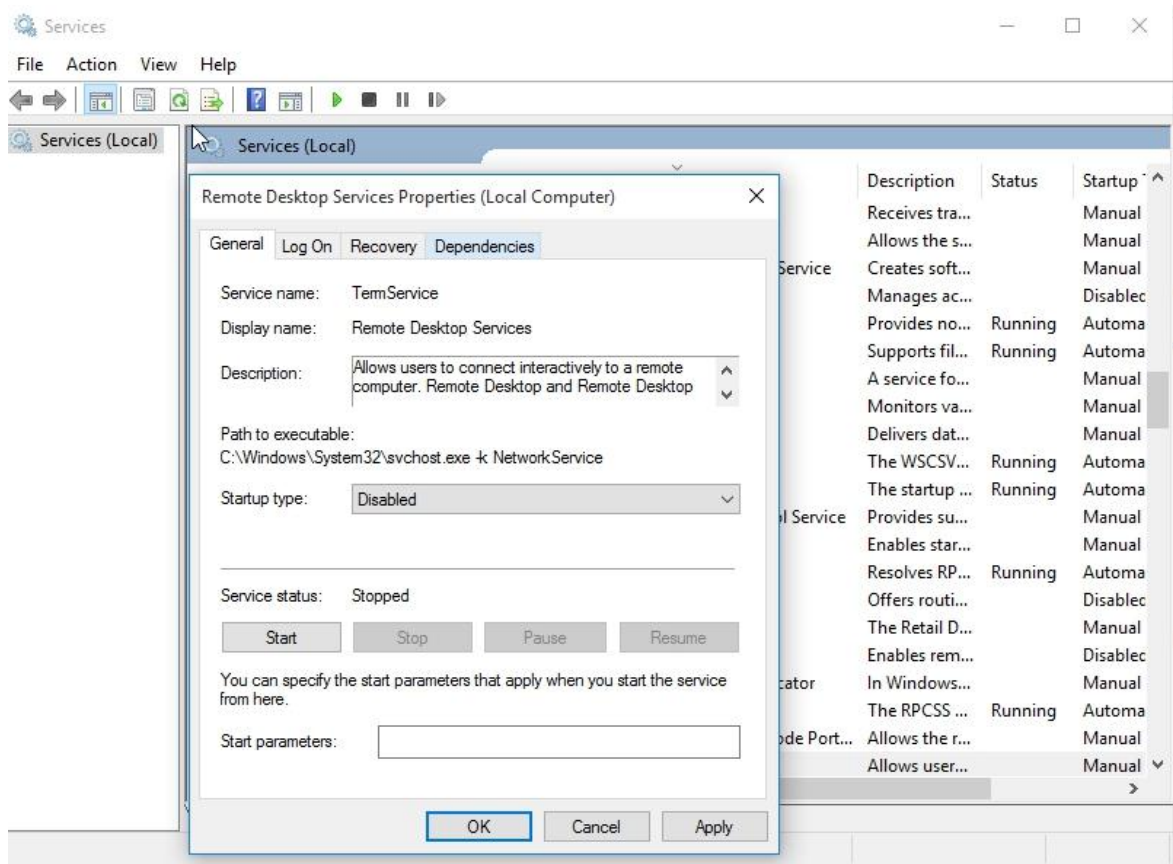 Services
File Action View Help
Services (Local)
Services (Local)
Remote Desktop Services Properties (Local Computer)
General Log On Recovery Dependencies
Service name: TermService
Display name: Remote Desktop Services
Description: Allows users to connect interactively to a remote
computer. Remote Desktop and Remote Desktop
Path to executable:
C:\Windows\System32\svchost.exe -k NetworkService
Startup type: Disabled
Service status: Stopped
Start Stop Pause Resume
You can specify the start parameters that apply when you start the service
from here.
Start parameters:
OK Cancel Apply
Description Status Startup
Receives tra... Manual
Allows the s... Manual
Service Creates soft... Manual
Manages ac... Disabled
Provides no... Running Automa
Supports fil... Running Automa
A service fo... Manual
Monitors va... Manual
Delivers dat... Manual
The WSCSV... Running Automa
The startup ... Running Automa
l Service Provides su... Manual
Enables star... Manual
Resolves RP... Running Automa
Offers routi... Disabled
The Retail D... Manual
Enables rem... Disabled
cator In Windows... Manual
The RPCSS ... Running Automa
ode Port... Allows the r... Manual
Allows user... Manual